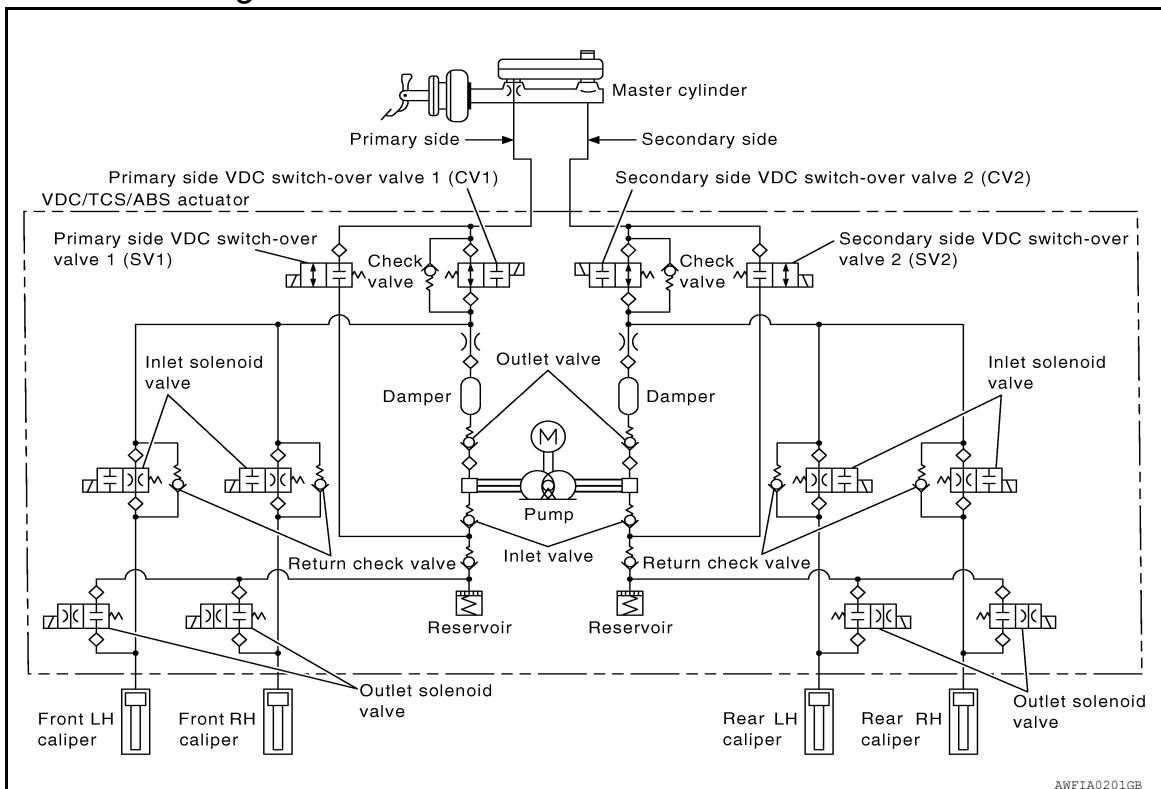 Master cylinder
Primary side
Secondary side
Primary side VDC switch-over valve 1 (CV1)
Secondary side VDC switch-over valve 2 (CV2)
VDC/TCS/ABS actuator
Primary side VDC switch-over
valve 1 (SV1)
Check
valve
Check
valve
Secondary side VDC switch-over
valve 2 (SV2)
Inlet solenoid
valve
Outlet valve
Inlet solenoid
valve
Damper
Damper
M
Pump
Return check valve
Inlet valve
Return check valve
Reservoir
Reservoir
Front LH
caliper
Front RH
caliper
Outlet solenoid
valve
Rear LH
caliper
Rear RH
caliper
Outlet solenoid
valve
AWFIA0201GB